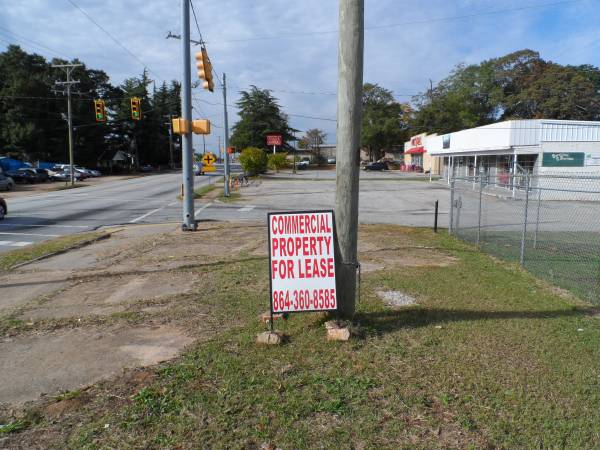 COMMERCIAL
PROPERTY
FOR LEASE
864-360-8585